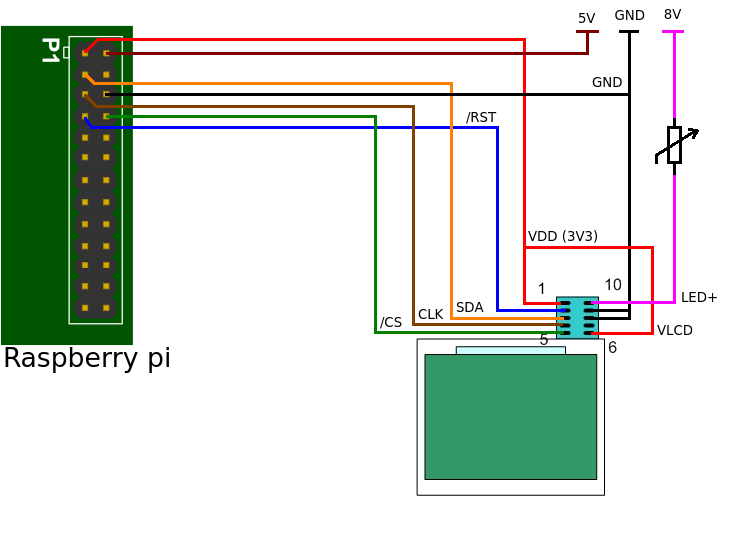 5V
GND
8V
P1
GND
/RST
VDD (3V3)
1
10
LED+
SDA
CLK
/CS
VLCD
5
6
Raspberry pi